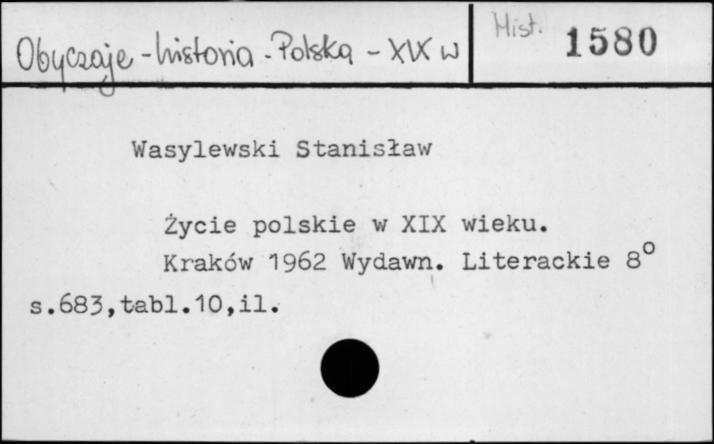 Obyczaje - historia - Polska - XIX w
Hist. 1580
Wasylewski Stanisław
Życie polskie w XIX wieku.
Kraków 1962 Wydawn. Literackie 8°
s.683,tabl.10,il.